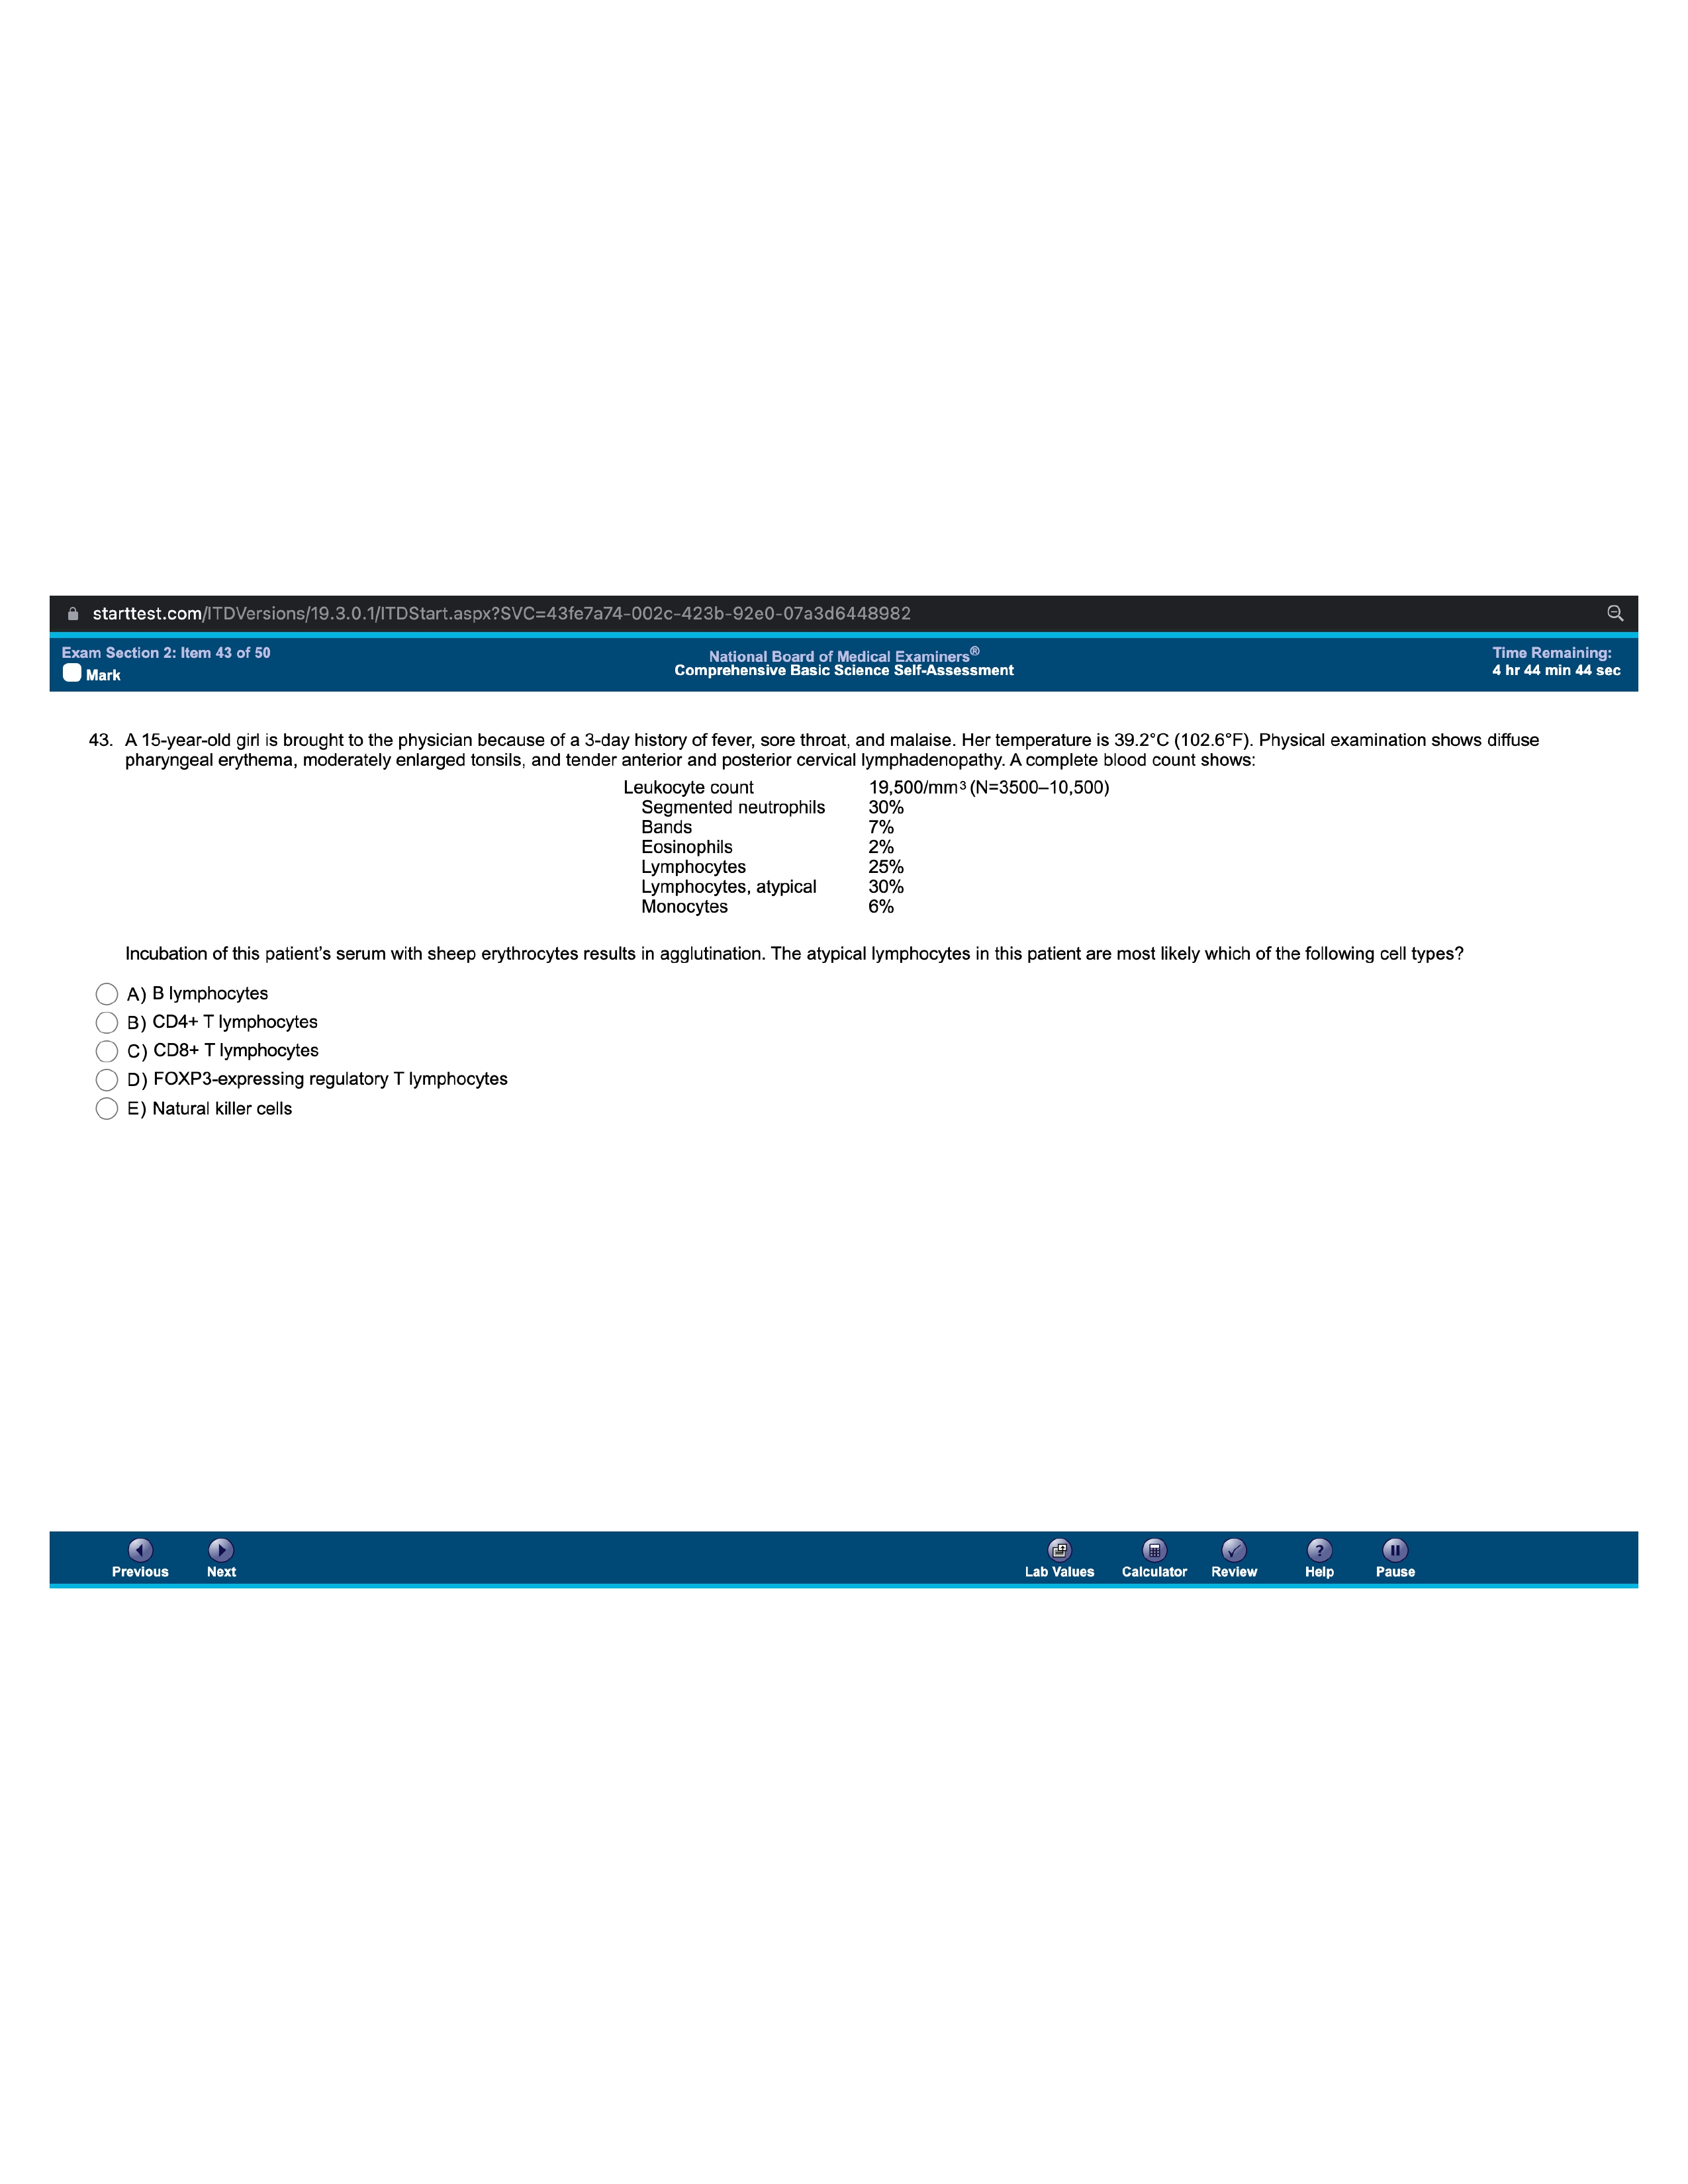 starttest.com/ITDVersions/19.3.0.1/ITDStart.aspx?SVC=43fe7a74-002c-423b-92e0-07a3d6448982
Exam Section 2: Item 43 of 50
Mark
National Board of Medical Examiners®
Comprehensive Basic Science Self-Assessment
Time Remaining:
4 hr 44 min 44 sec
43. A 15-year-old girl is brought to the physician because of a 3-day history of fever, sore throat, and malaise. Her temperature is 39.2°C (102.6°F). Physical examination shows diffuse
pharyngeal erythema, moderately enlarged tonsils, and tender anterior and posterior cervical lymphadenopathy. A complete blood count shows:
Leukocyte count 19,500/mm³ (N=3500–10,500)
Segmented neutrophils 30%
Bands 7%
Eosinophils 2%
Lymphocytes 25%
Lymphocytes, atypical 30%
Monocytes 6%
Incubation of this patient's serum with sheep erythrocytes results in agglutination. The atypical lymphocytes in this patient are most likely which of the following cell types?
A) B lymphocytes
B) CD4+ T lymphocytes
C) CD8+ T lymphocytes
D) FOXP3-expressing regulatory T lymphocytes
E) Natural killer cells
Previous Next Lab Values Calculator Review Help Pause